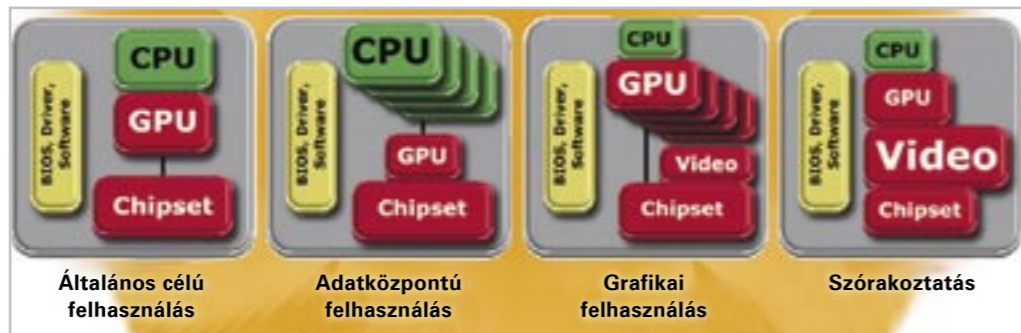 CPU
GPU
Chipset
BIOS, Driver,
Software
Általános célú
felhasználás
CPU
GPU
Chipset
BIOS, Driver,
Software
Adatközpontú
felhasználás
CPU
GPU
Video
Chipset
BIOS, Driver,
Software
Grafikai
felhasználás
CPU
GPU
Video
Chipset
BIOS, Driver,
Software
Szórakoztatás